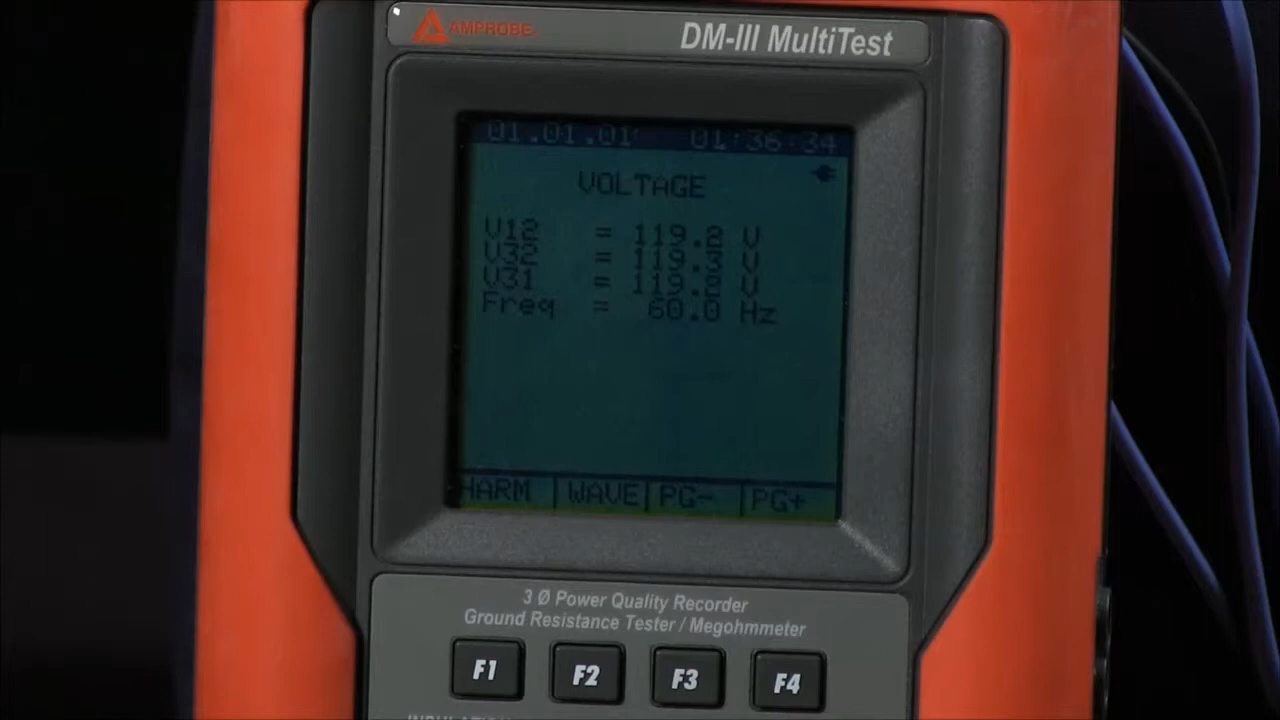 AMPROBE
DM-III MultiTest
01.01.01 01:36:34
VOLTAGE
V12 = 119.2 V
V32 = 119.3 V
V31 = 119.2 V
Freq = 60.0 Hz
HARM WAVE PG- PG+
3 Ø Power Quality Recorder
Ground Resistance Tester / Megohmmeter
F1 F2 F3 F4